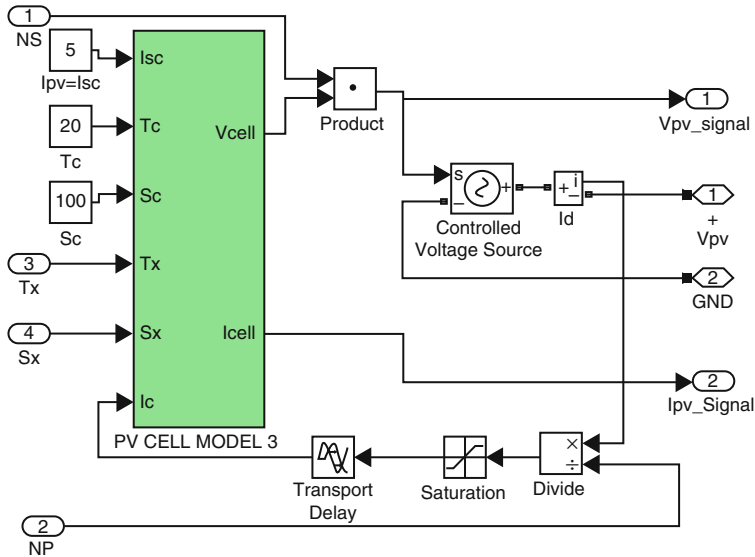 1
NS
5
Ipv=Isc
20
Tc
100
Sc
3
Tx
4
Sx
Isc
Tc
Sc
Tx
Sx
Ic
Vcell
Icell
PV CELL MODEL 3
Product
1
Vpv_signal
s
+
−
Controlled
Voltage Source
+
i
−
Id
1
+
Vpv
2
GND
2
Ipv_Signal
×
÷
Divide
Saturation
Transport
Delay
2
NP